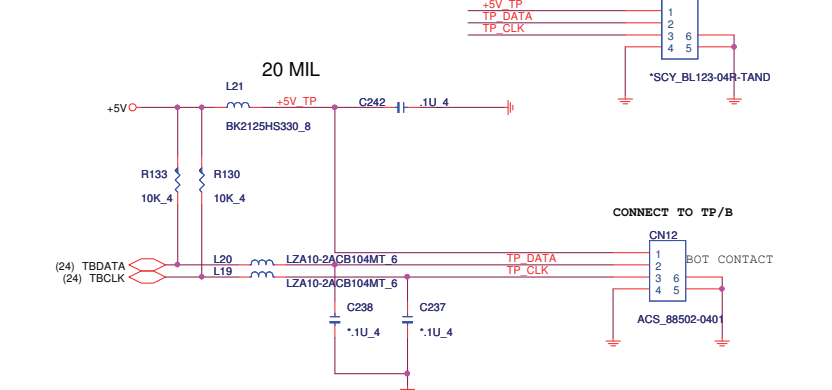 +5V_TP
TP_DATA
TP_CLK
1
2
3 6
4 5
*SCY_BL123-04R-TAND
20 MIL
L21
+5V
+5V_TP
C242
.1U_4
BK2125HS330_8
R133
R130
10K_4
10K_4
CONNECT TO TP/B
CN12
(24) TBDATA
L20
LZA10-2ACB104MT_6
TP_DATA
1
2
BOT CONTACT
(24) TBCLK
L19
LZA10-2ACB104MT_6
TP_CLK
3 6
4 5
C238
C237
*.1U_4
*.1U_4
ACS_88502-0401